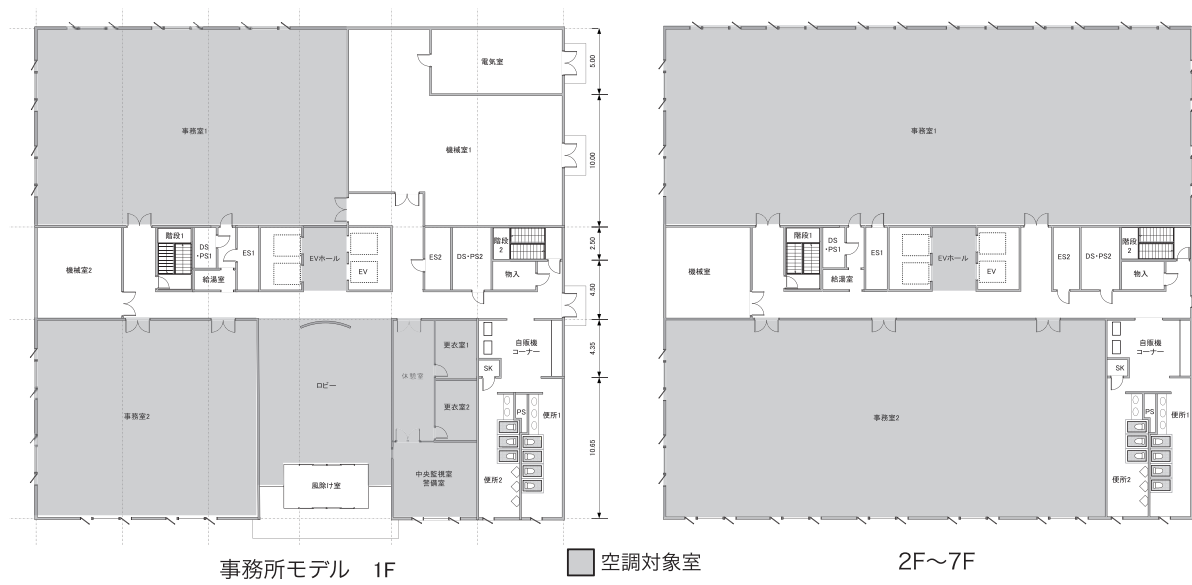 電気室
事務室1
機械室1
5.00
10.00
2.50
4.50
4.35
10.65
階段1
DS
・PS1
ES1
EVホール
EV
ES2
DS・PS2
階段
2
物入
機械室2
給湯室
更衣室1
休憩室
更衣室2
ロビー
事務室2
中央監視室
警備室
風除け室
SK
自販機
コーナー
PS
便所1
便所2
事務所モデル 1F
空調対象室
事務室1
階段1
DS
・PS1
ES1
EVホール
EV
ES2
DS・PS2
階段
2
物入
機械室
給湯室
事務室2
自販機
コーナー
SK
PS
便所1
便所2
2F～7F